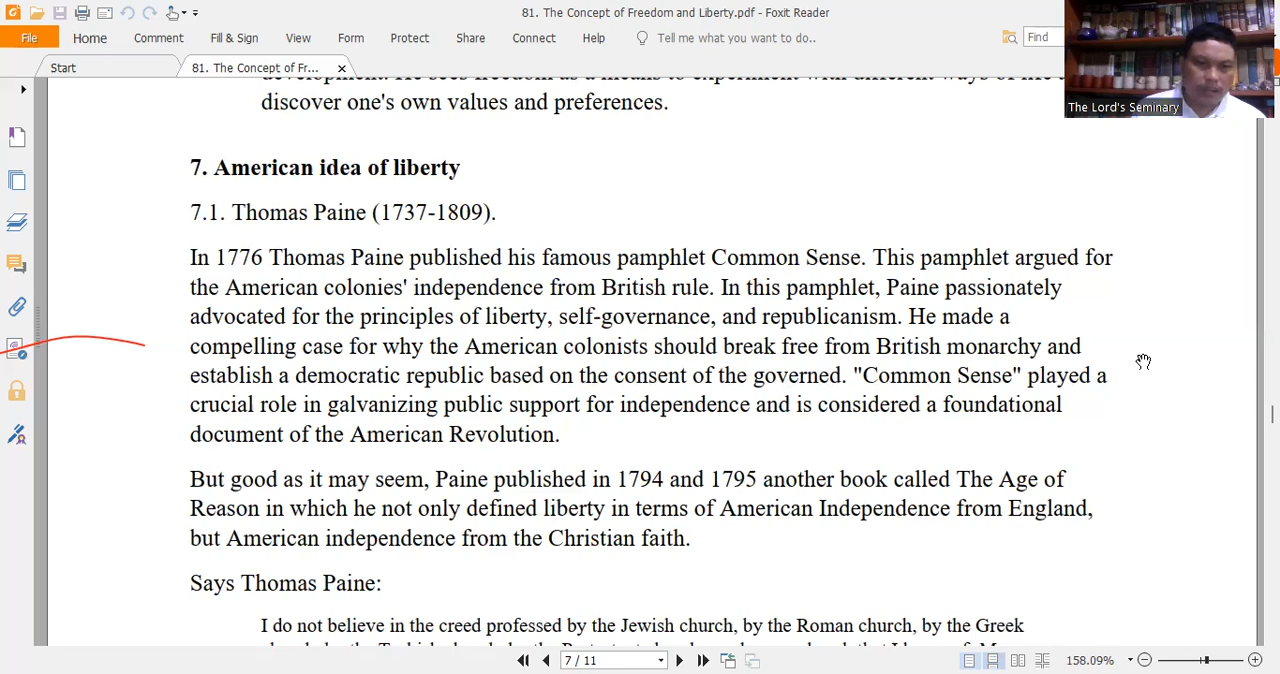 81. The Concept of Freedom and Liberty.pdf - Foxit Reader
File Home Comment Fill & Sign View Form Protect Share Connect Help Tell me what you want to do.. Find
Start 81. The Concept of Fr...
The Lord's Seminary
discover one's own values and preferences.
7. American idea of liberty
7.1. Thomas Paine (1737-1809).
In 1776 Thomas Paine published his famous pamphlet Common Sense. This pamphlet argued for
the American colonies' independence from British rule. In this pamphlet, Paine passionately
advocated for the principles of liberty, self-governance, and republicanism. He made a
compelling case for why the American colonists should break free from British monarchy and
establish a democratic republic based on the consent of the governed. "Common Sense" played a
crucial role in galvanizing public support for independence and is considered a foundational
document of the American Revolution.
But good as it may seem, Paine published in 1794 and 1795 another book called The Age of
Reason in which he not only defined liberty in terms of American Independence from England,
but American independence from the Christian faith.
Says Thomas Paine:
I do not believe in the creed professed by the Jewish church, by the Roman church, by the Greek
7 / 11 158.09%